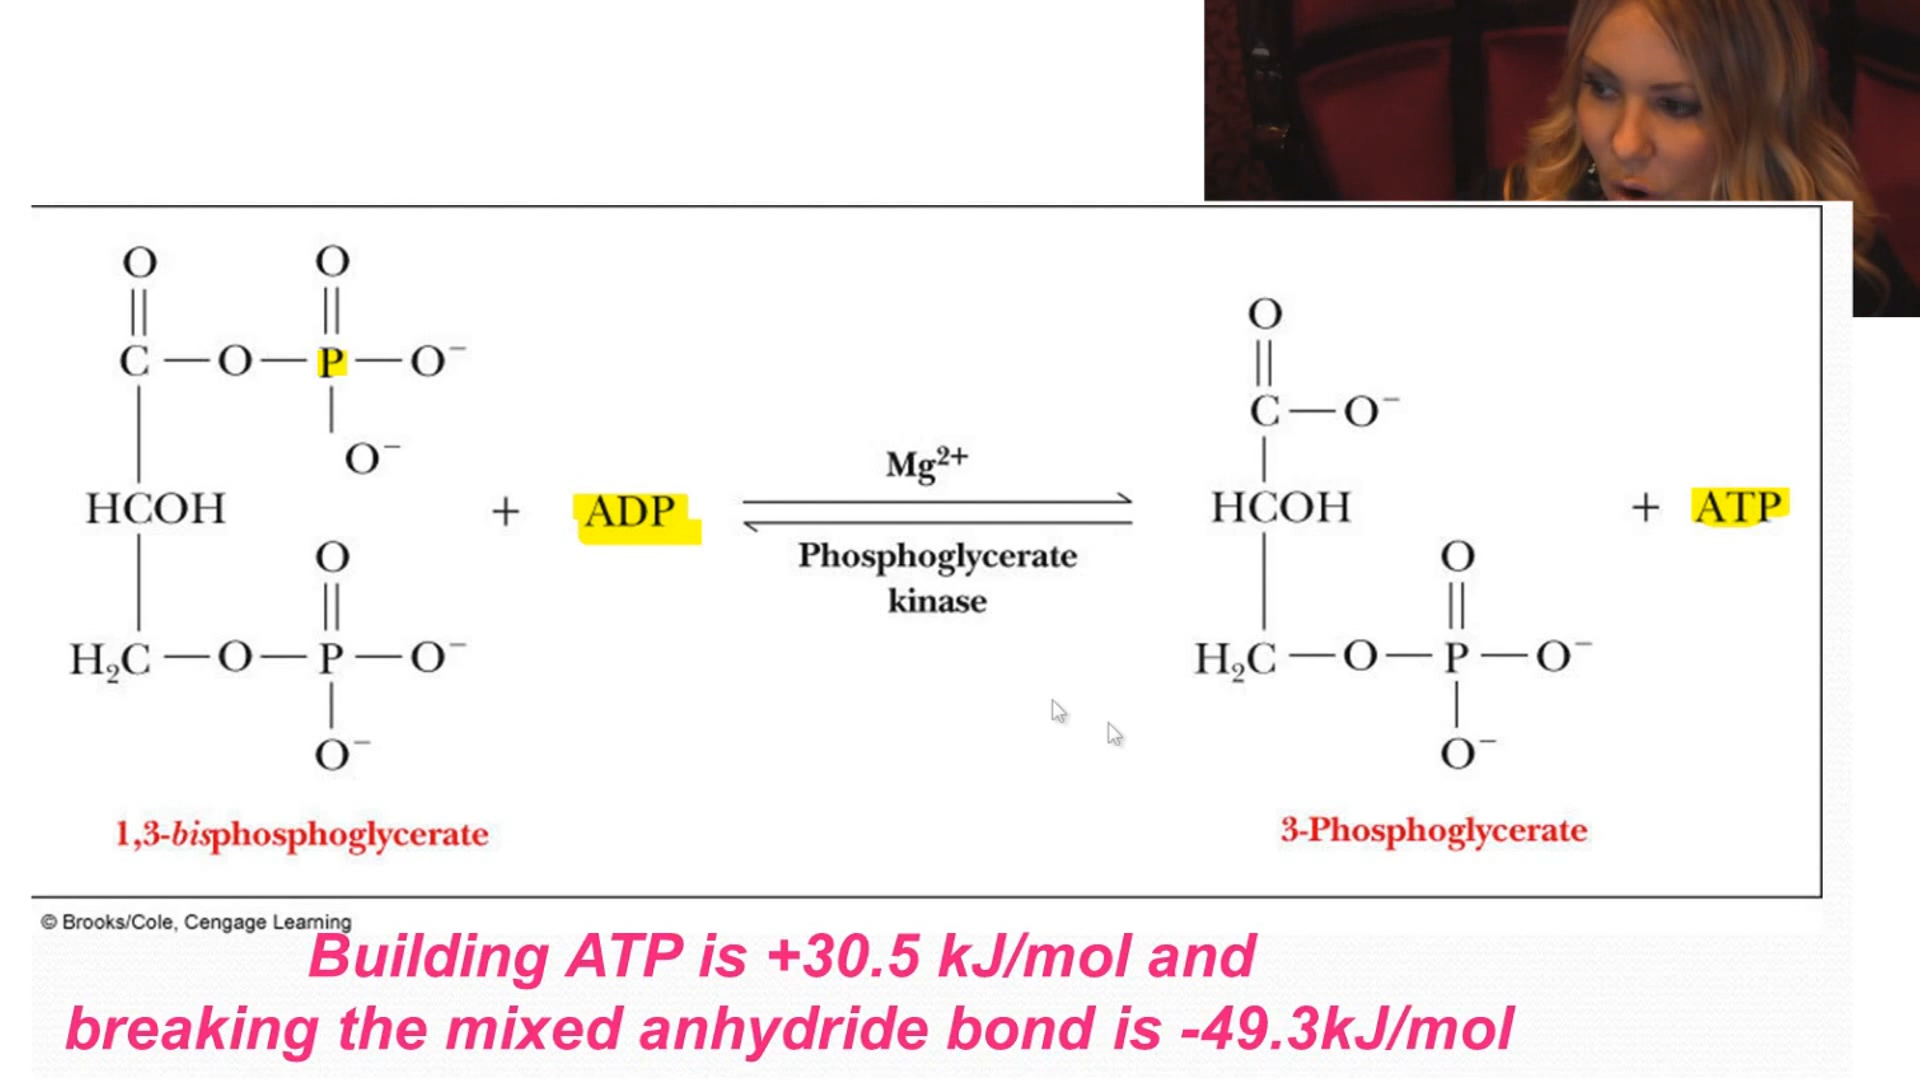 O O
C—O—P—O⁻
O⁻
HCOH + ADP
O
H₂C—O—P—O⁻
O⁻
1,3-bisphosphoglycerate
Mg²⁺
Phosphoglycerate
kinase
O
C—O⁻
HCOH + ATP
O
H₂C—O—P—O⁻
O⁻
3-Phosphoglycerate
© Brooks/Cole, Cengage Learning
Building ATP is +30.5 kJ/mol and
breaking the mixed anhydride bond is -49.3kJ/mol